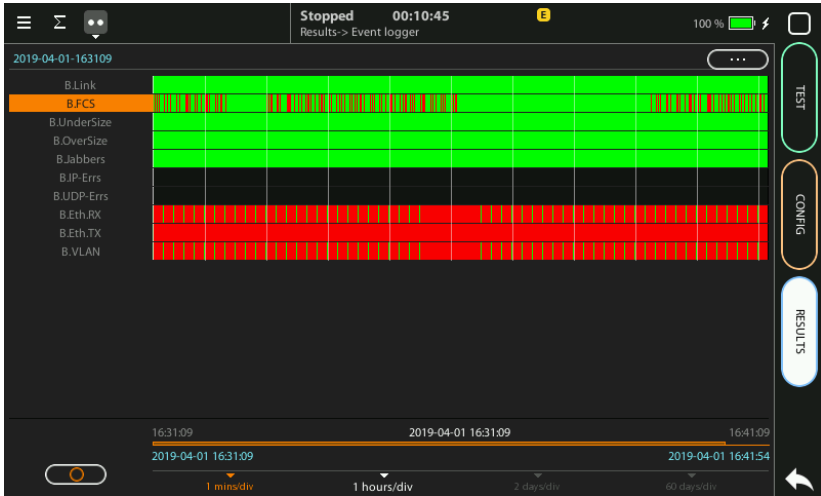 Σ
Stopped 00:10:45
Results-> Event logger
E
100 %
2019-04-01-163109
...
B.Link
B.FCS
B.UnderSize
B.OverSize
B.Jabbers
B.IP-Errs
B.UDP-Errs
B.Eth.RX
B.Eth.TX
B.VLAN
TEST
CONFIG
RESULTS
16:31:09 2019-04-01 16:31:09 16:41:09
2019-04-01 16:31:09 2019-04-01 16:41:54
1 mins/div 1 hours/div 2 days/div 60 days/div